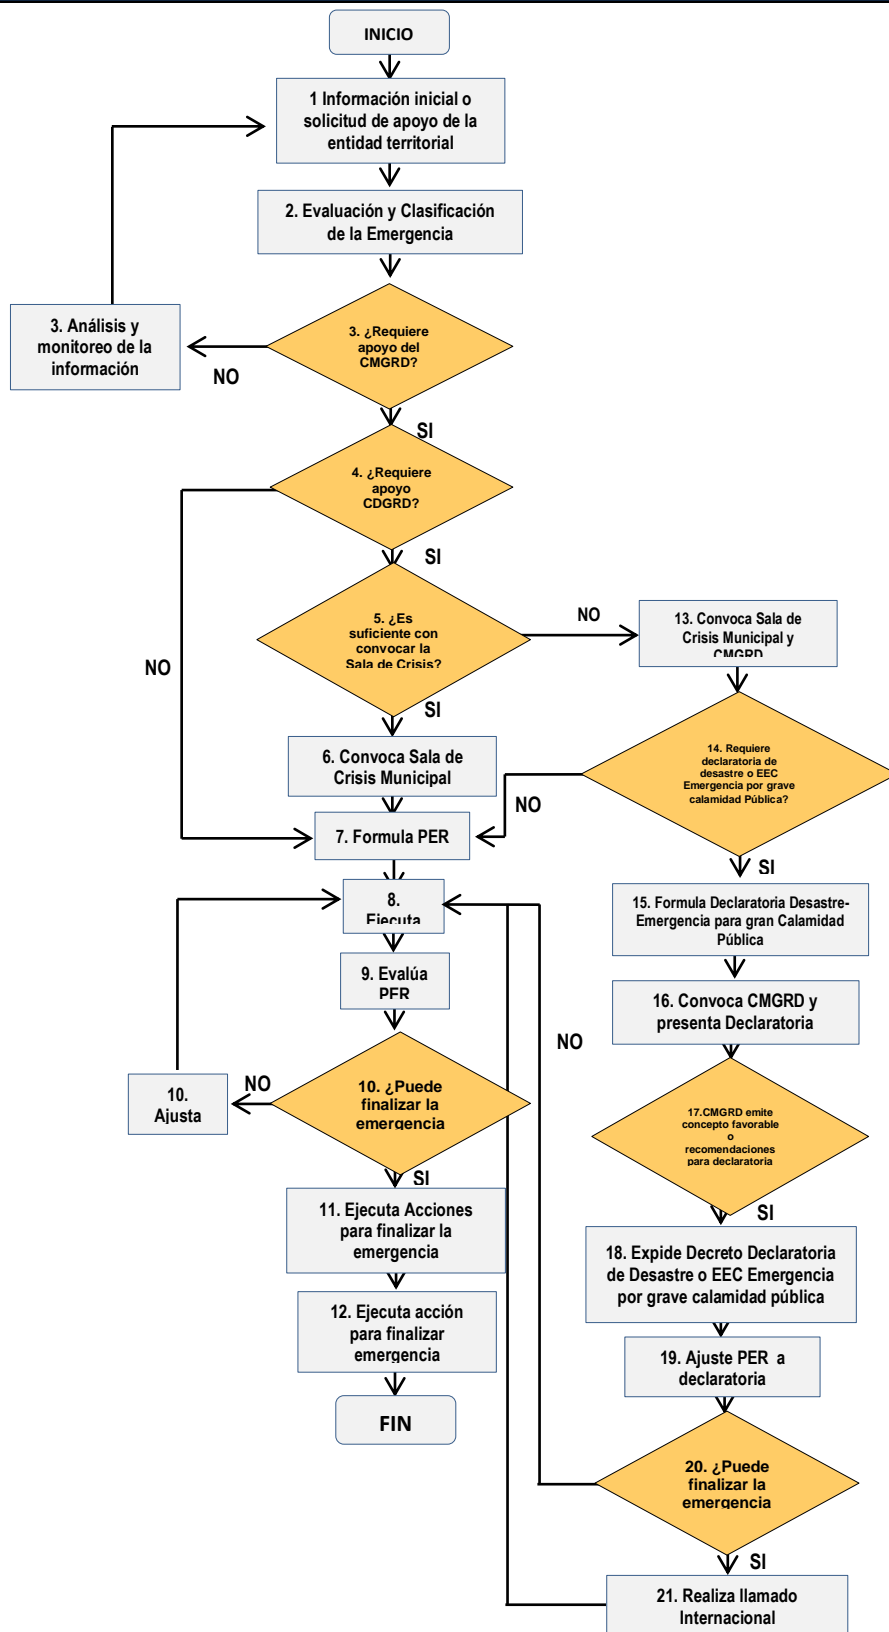 INICIO
1 Información inicial o
solicitud de apoyo de la
entidad territorial
2. Evaluación y Clasificación
de la Emergencia
3. ¿Requiere
apoyo del
CMGRD?
NO
3. Análisis y
monitoreo de la
información
SI
4. ¿Requiere
apoyo
CDGRD?
NO
SI
5. ¿Es
suficiente con
convocar la
Sala de Crisis?
NO
13. Convoca Sala de
Crisis Municipal y
CMGRD
SI
6. Convoca Sala de
Crisis Municipal
14. Requiere
declaratoria de
desastre o EEC
Emergencia por grave
calamidad Pública?
NO
7. Formula PER
SI
8.
Ejecuta
15. Formula Declaratoria Desastre-
Emergencia para gran Calamidad
Pública
9. Evalúa
PER
16. Convoca CMGRD y
presenta Declaratoria
NO
10. ¿Puede
finalizar la
emergencia
NO
10.
Ajusta
17.CMGRD emite
concepto favorable
o
recomendaciones
para declaratoria
SI
11. Ejecuta Acciones
para finalizar la
emergencia
SI
18. Expide Decreto Declaratoria
de Desastre o EEC Emergencia
por grave calamidad pública
12. Ejecuta acción
para finalizar
emergencia
19. Ajuste PER a
declaratoria
FIN
20. ¿Puede
finalizar la
emergencia
SI
21. Realiza llamado
Internacional